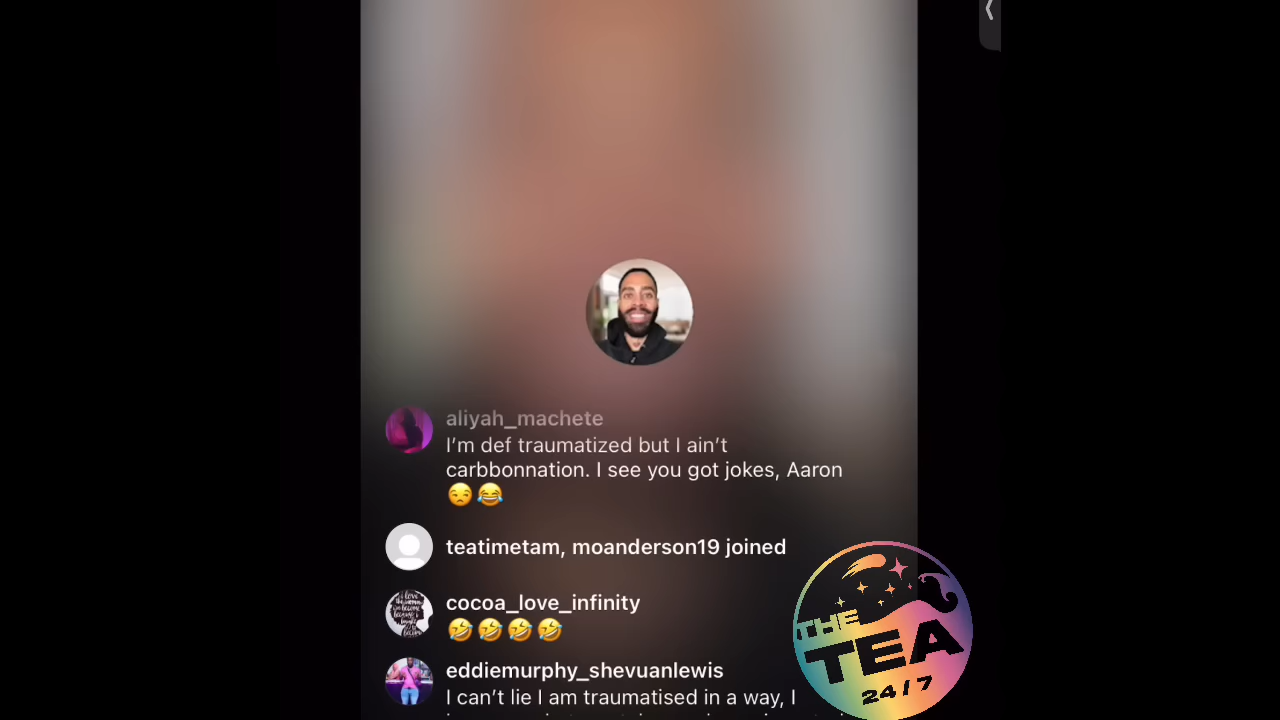 aliyah_machete
I’m def traumatized but I ain’t
carbbonnation. I see you got jokes, Aaron
😒😂
teatimetam, moanderson19 joined
cocoa_love_infinity
🤣🤣🤣🤣
eddiemurphy_shevuanlewis
I can’t lie I am traumatised in a way, I
THE
TEA
24/7